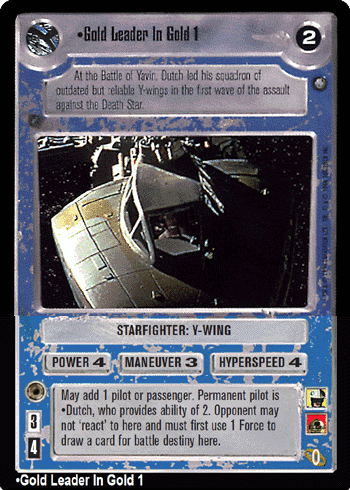 •Gold Leader In Gold 1
2
At the Battle of Yavin, Dutch led his squadron of
outdated but reliable Y-wings in the first wave of the assault
against the Death Star.
STARFIGHTER: Y-WING
POWER 4 MANEUVER 3 HYPERSPEED 4
May add 1 pilot or passenger. Permanent pilot is
•Dutch, who provides ability of 2. Opponent may
not 'react' to here and must first use 1 Force to
draw a card for battle destiny here.
3
4
0
•Gold Leader In Gold 1